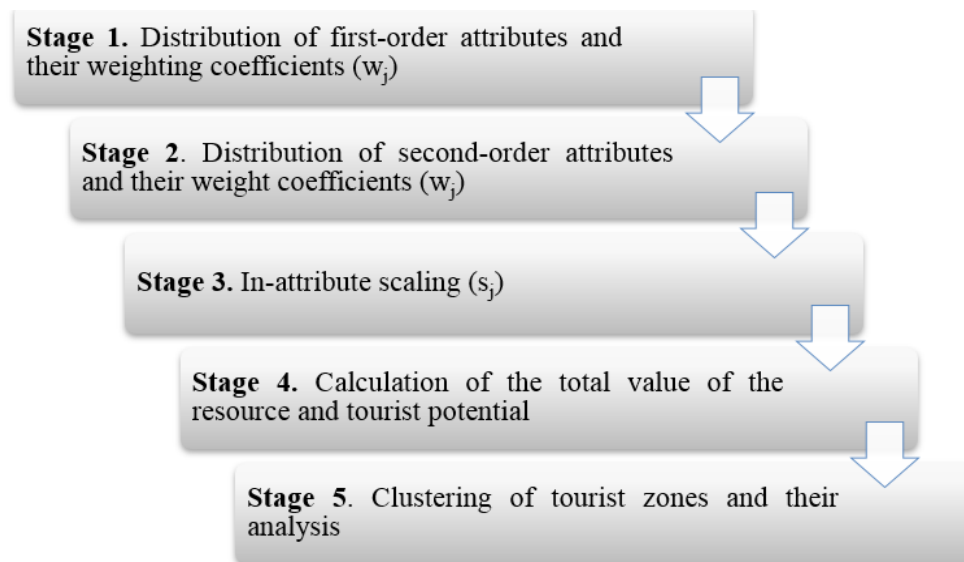 Stage 1. Distribution of first-order attributes and
their weighting coefficients (wj)
Stage 2. Distribution of second-order attributes
and their weight coefficients (wj)
Stage 3. In-attribute scaling (sj)
Stage 4. Calculation of the total value of the
resource and tourist potential
Stage 5. Clustering of tourist zones and their
analysis